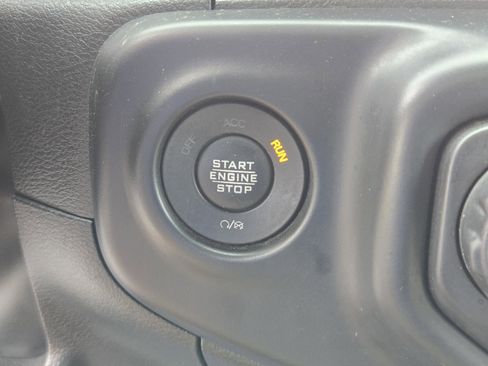 ACC
OFF
RUN
START
ENGINE
STOP